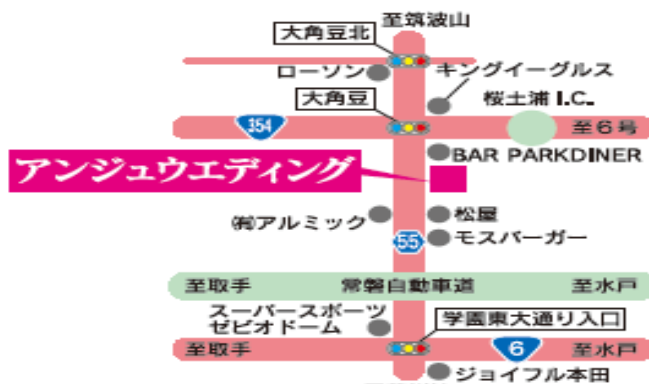 至筑波山
大角豆北
ローソン
キングイーグルス
大角豆
桜土浦 I.C.
354
至6号
BAR PARKDINER
アンジュウエディング
㈲アルミック
松屋
55
モスバーガー
至取手
常磐自動車道
至水戸
スーパースポーツ
ゼビオドーム
学園東大通り入口
至取手
6
至水戸
ジョイフル本田